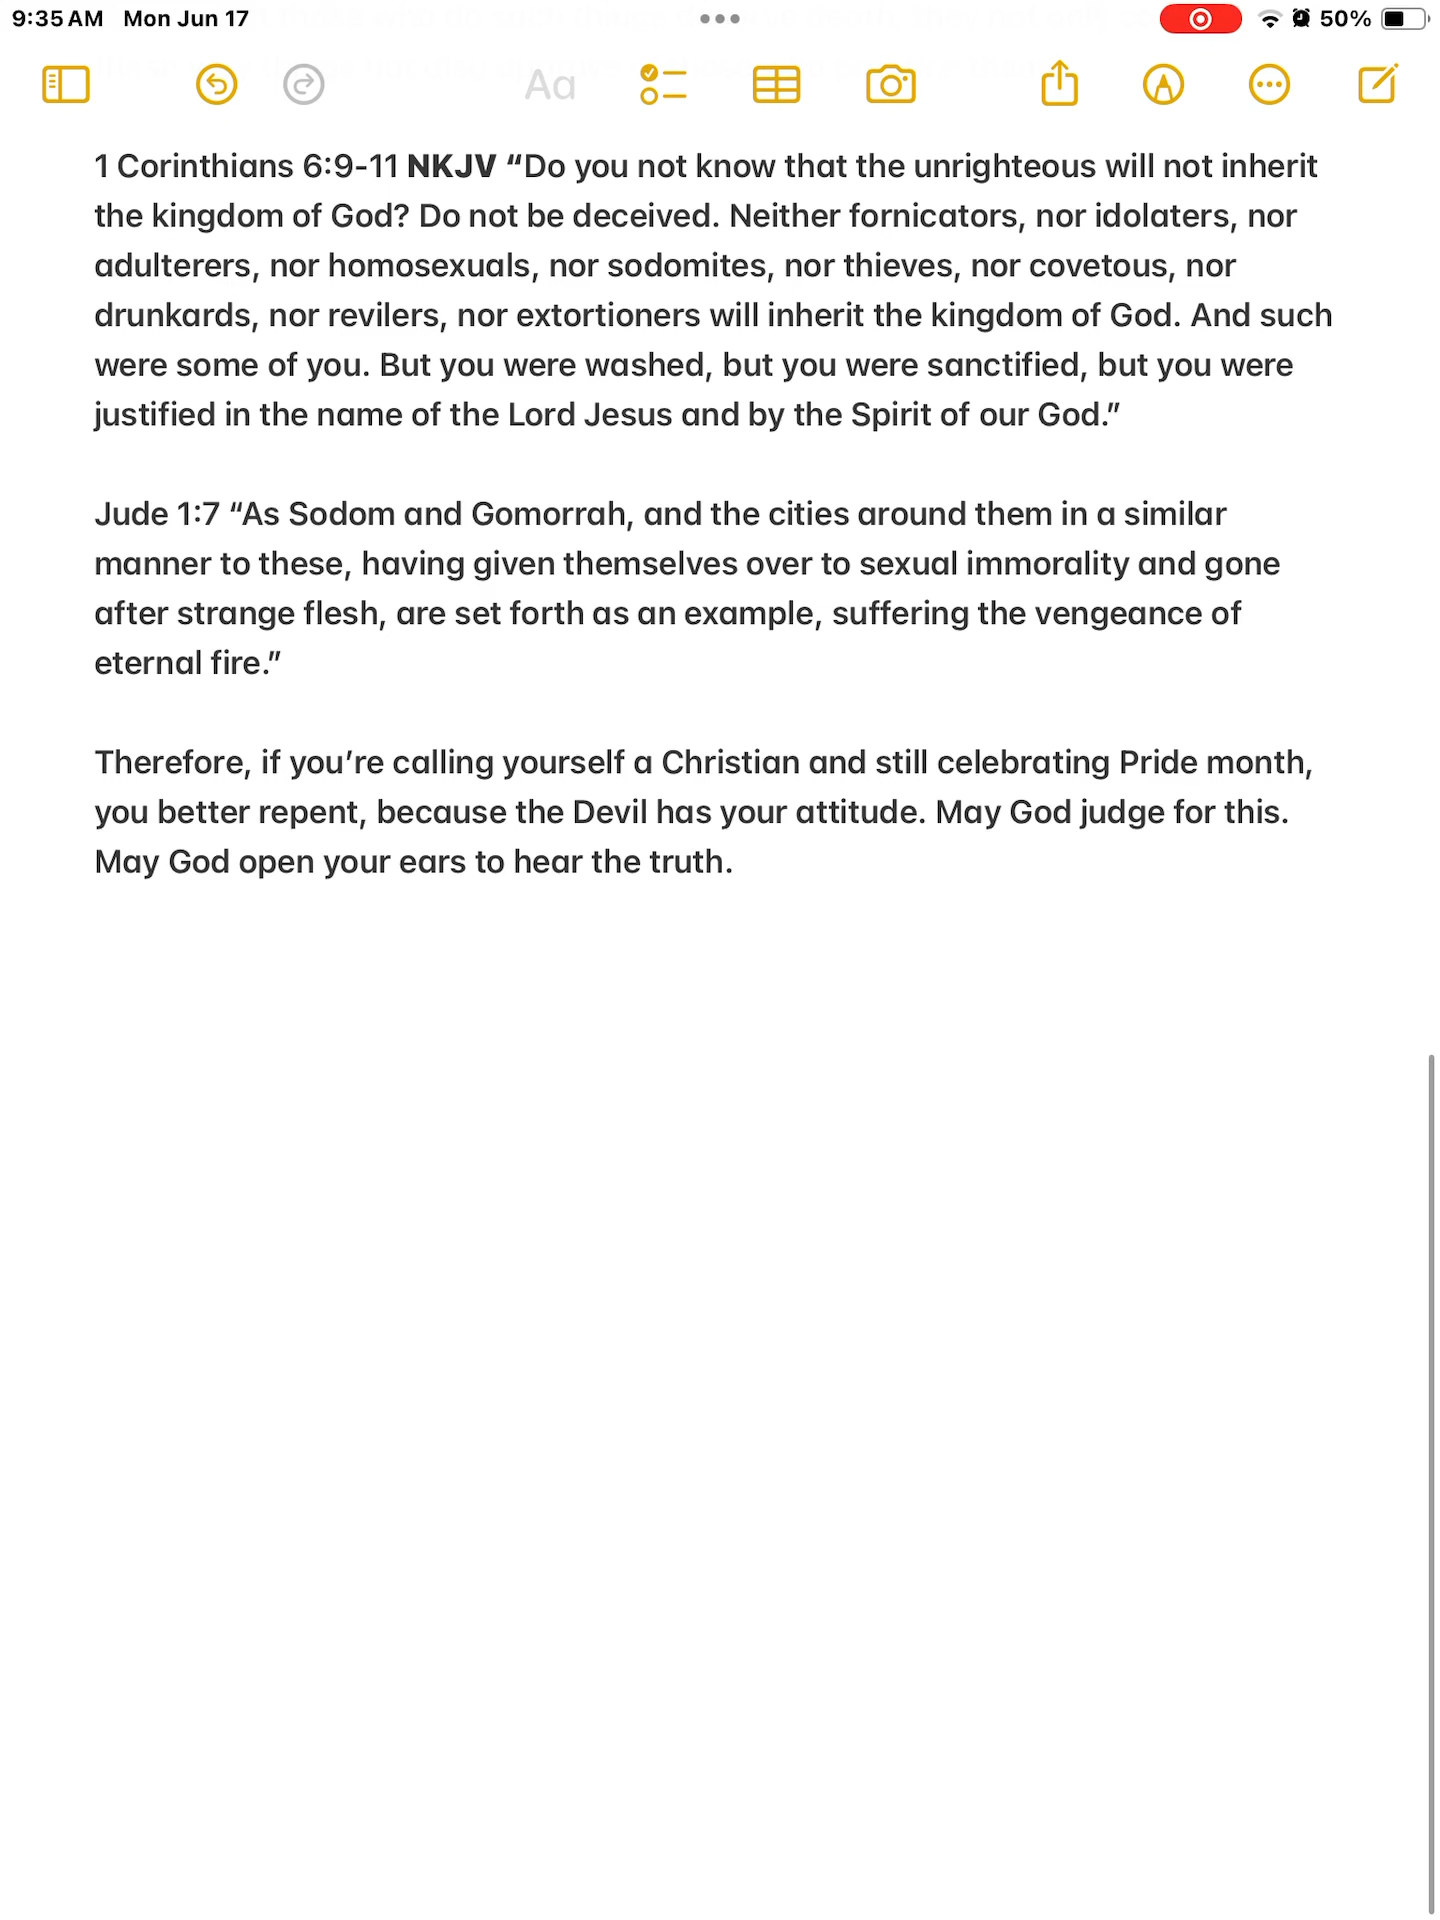 9:35 AM Mon Jun 17
50%
Aa
1 Corinthians 6:9-11 NKJV “Do you not know that the unrighteous will not inherit
the kingdom of God? Do not be deceived. Neither fornicators, nor idolaters, nor
adulterers, nor homosexuals, nor sodomites, nor thieves, nor covetous, nor
drunkards, nor revilers, nor extortioners will inherit the kingdom of God. And such
were some of you. But you were washed, but you were sanctified, but you were
justified in the name of the Lord Jesus and by the Spirit of our God.”
Jude 1:7 “As Sodom and Gomorrah, and the cities around them in a similar
manner to these, having given themselves over to sexual immorality and gone
after strange flesh, are set forth as an example, suffering the vengeance of
eternal fire.”
Therefore, if you’re calling yourself a Christian and still celebrating Pride month,
you better repent, because the Devil has your attitude. May God judge for this.
May God open your ears to hear the truth.